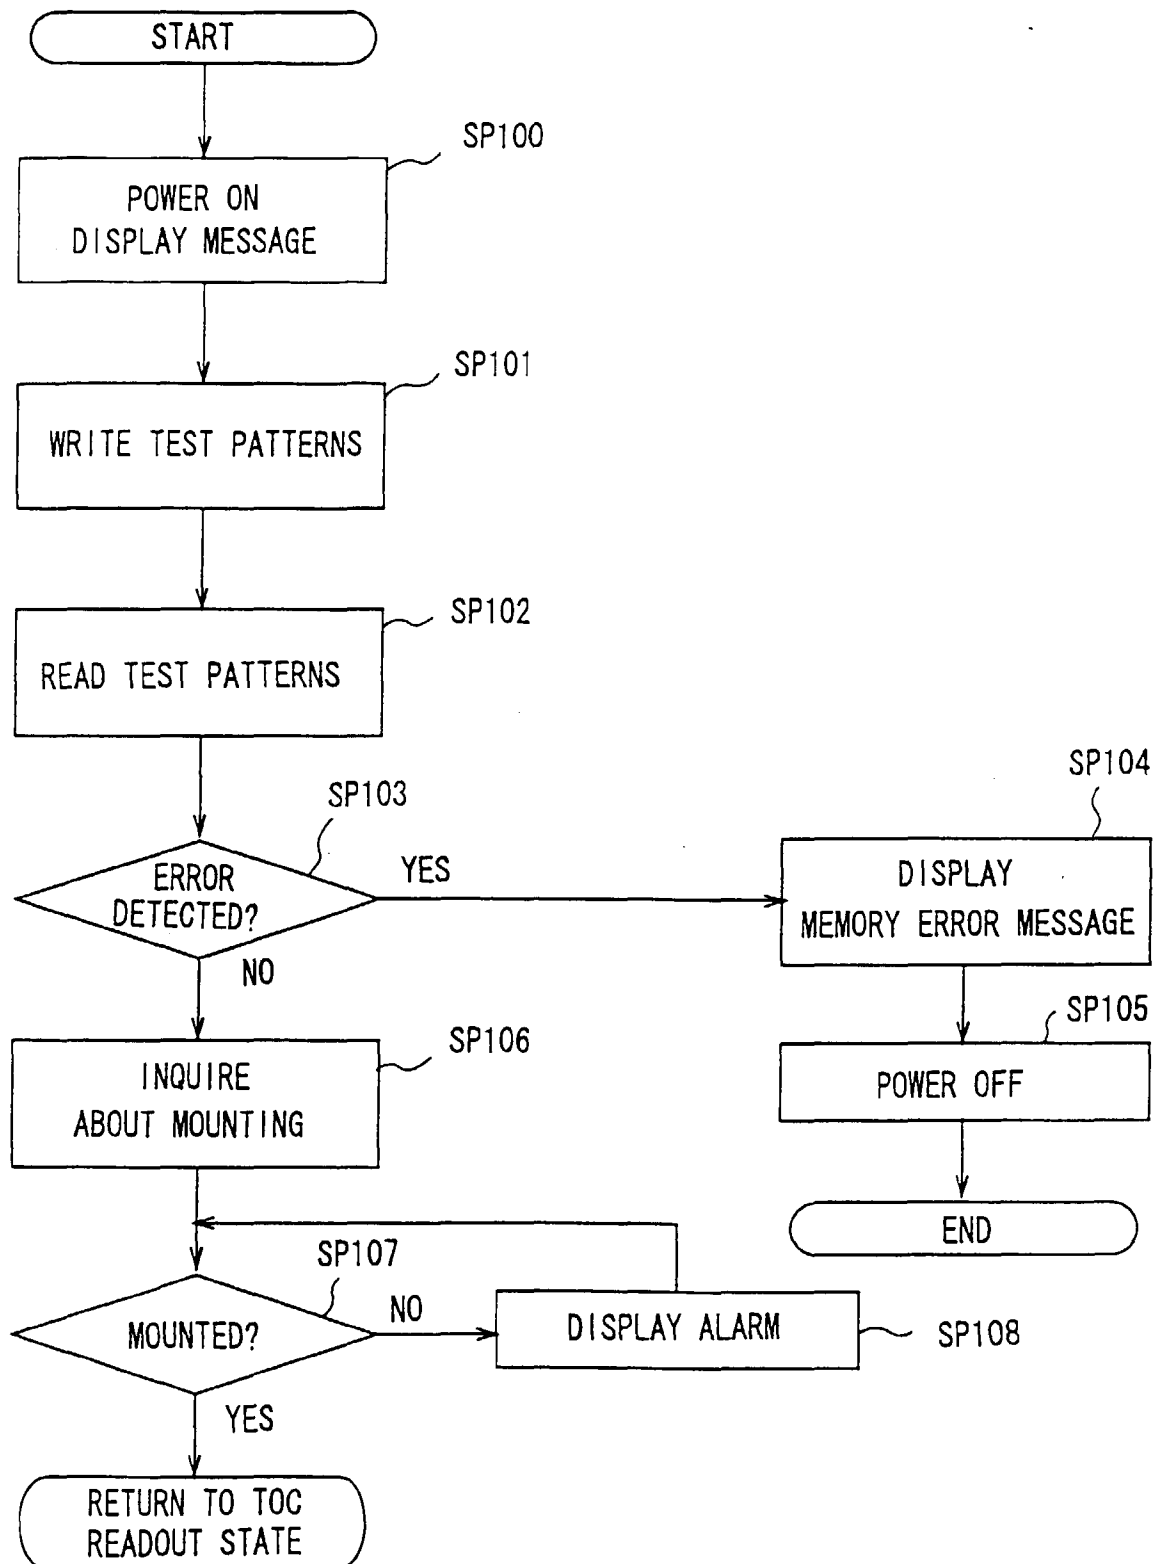 START
SP100
POWER ON
DISPLAY MESSAGE
SP101
WRITE TEST PATTERNS
SP102
READ TEST PATTERNS
SP103
ERROR
DETECTED?
YES
NO
SP104
DISPLAY
MEMORY ERROR MESSAGE
SP105
POWER OFF
END
SP106
INQUIRE
ABOUT MOUNTING
SP107
MOUNTED?
NO
DISPLAY ALARM
SP108
YES
RETURN TO TOC
READOUT STATE